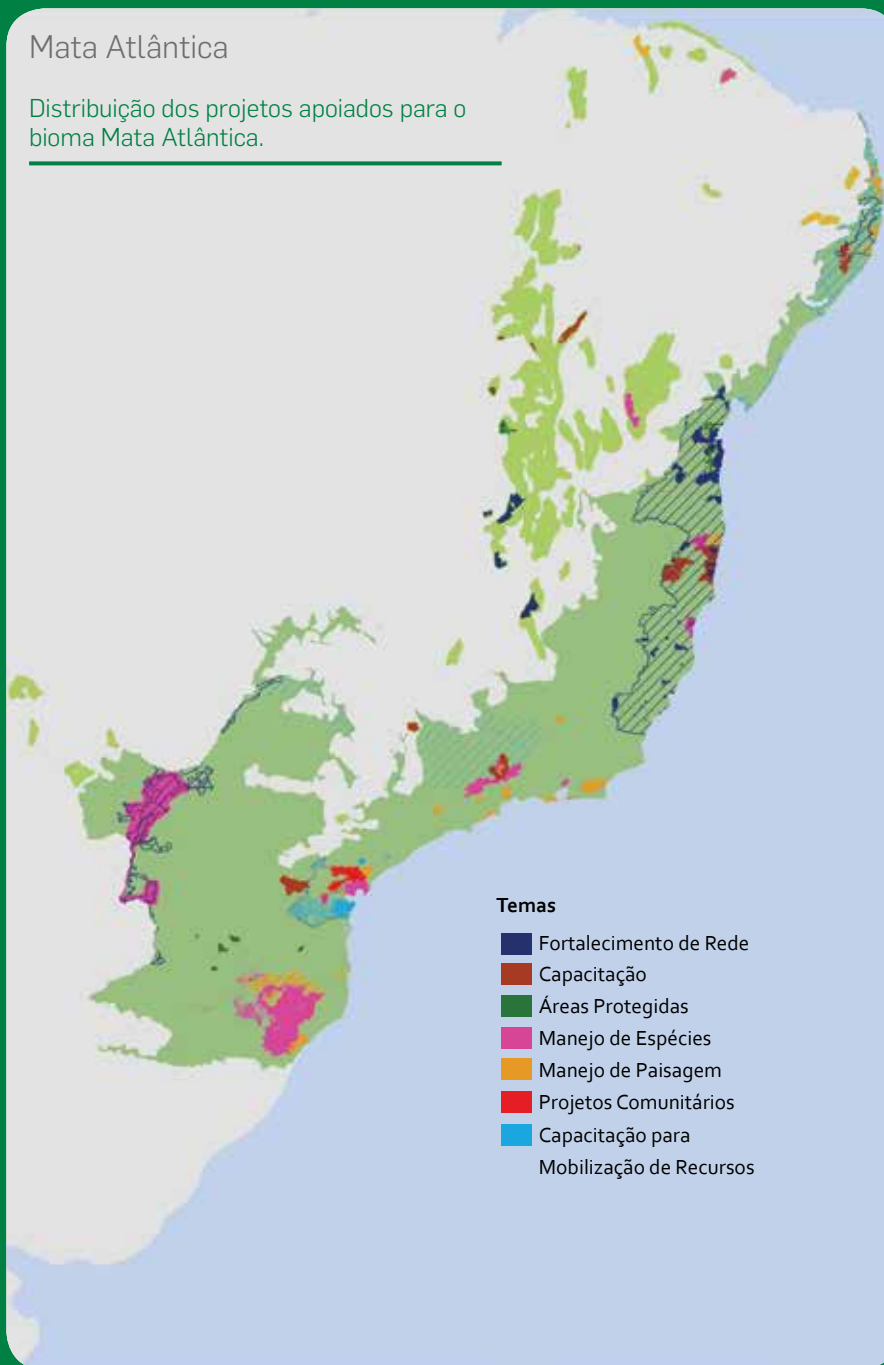 Mata Atlântica
Distribuição dos projetos apoiados para o
bioma Mata Atlântica.
Temas
Fortalecimento de Rede
Capacitação
Áreas Protegidas
Manejo de Espécies
Manejo de Paisagem
Projetos Comunitários
Capacitação para
Mobilização de Recursos